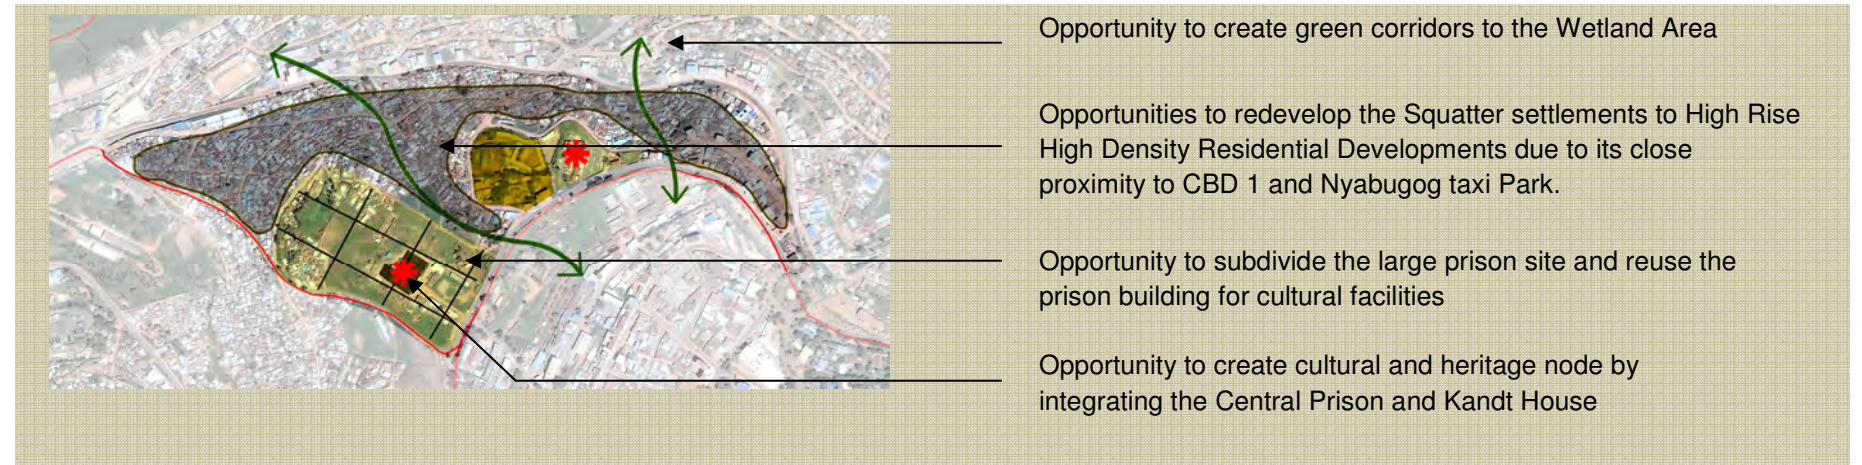 Opportunity to create green corridors to the Wetland Area
Opportunities to redevelop the Squatter settlements to High Rise
High Density Residential Developments due to its close
proximity to CBD 1 and Nyabugog taxi Park.
Opportunity to subdivide the large prison site and reuse the
prison building for cultural facilities
Opportunity to create cultural and heritage node by
integrating the Central Prison and Kandt House